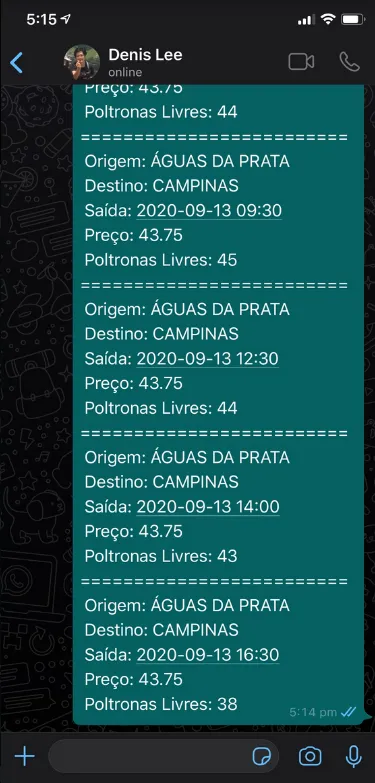 5:15
Denis Lee
online
Preço: 43.75
Poltronas Livres: 44
=========================
Origem: ÁGUAS DA PRATA
Destino: CAMPINAS
Saída: 2020-09-13 09:30
Preço: 43.75
Poltronas Livres: 45
=========================
Origem: ÁGUAS DA PRATA
Destino: CAMPINAS
Saída: 2020-09-13 12:30
Preço: 43.75
Poltronas Livres: 44
=========================
Origem: ÁGUAS DA PRATA
Destino: CAMPINAS
Saída: 2020-09-13 14:00
Preço: 43.75
Poltronas Livres: 43
=========================
Origem: ÁGUAS DA PRATA
Destino: CAMPINAS
Saída: 2020-09-13 16:30
Preço: 43.75
Poltronas Livres: 38
5:14 pm